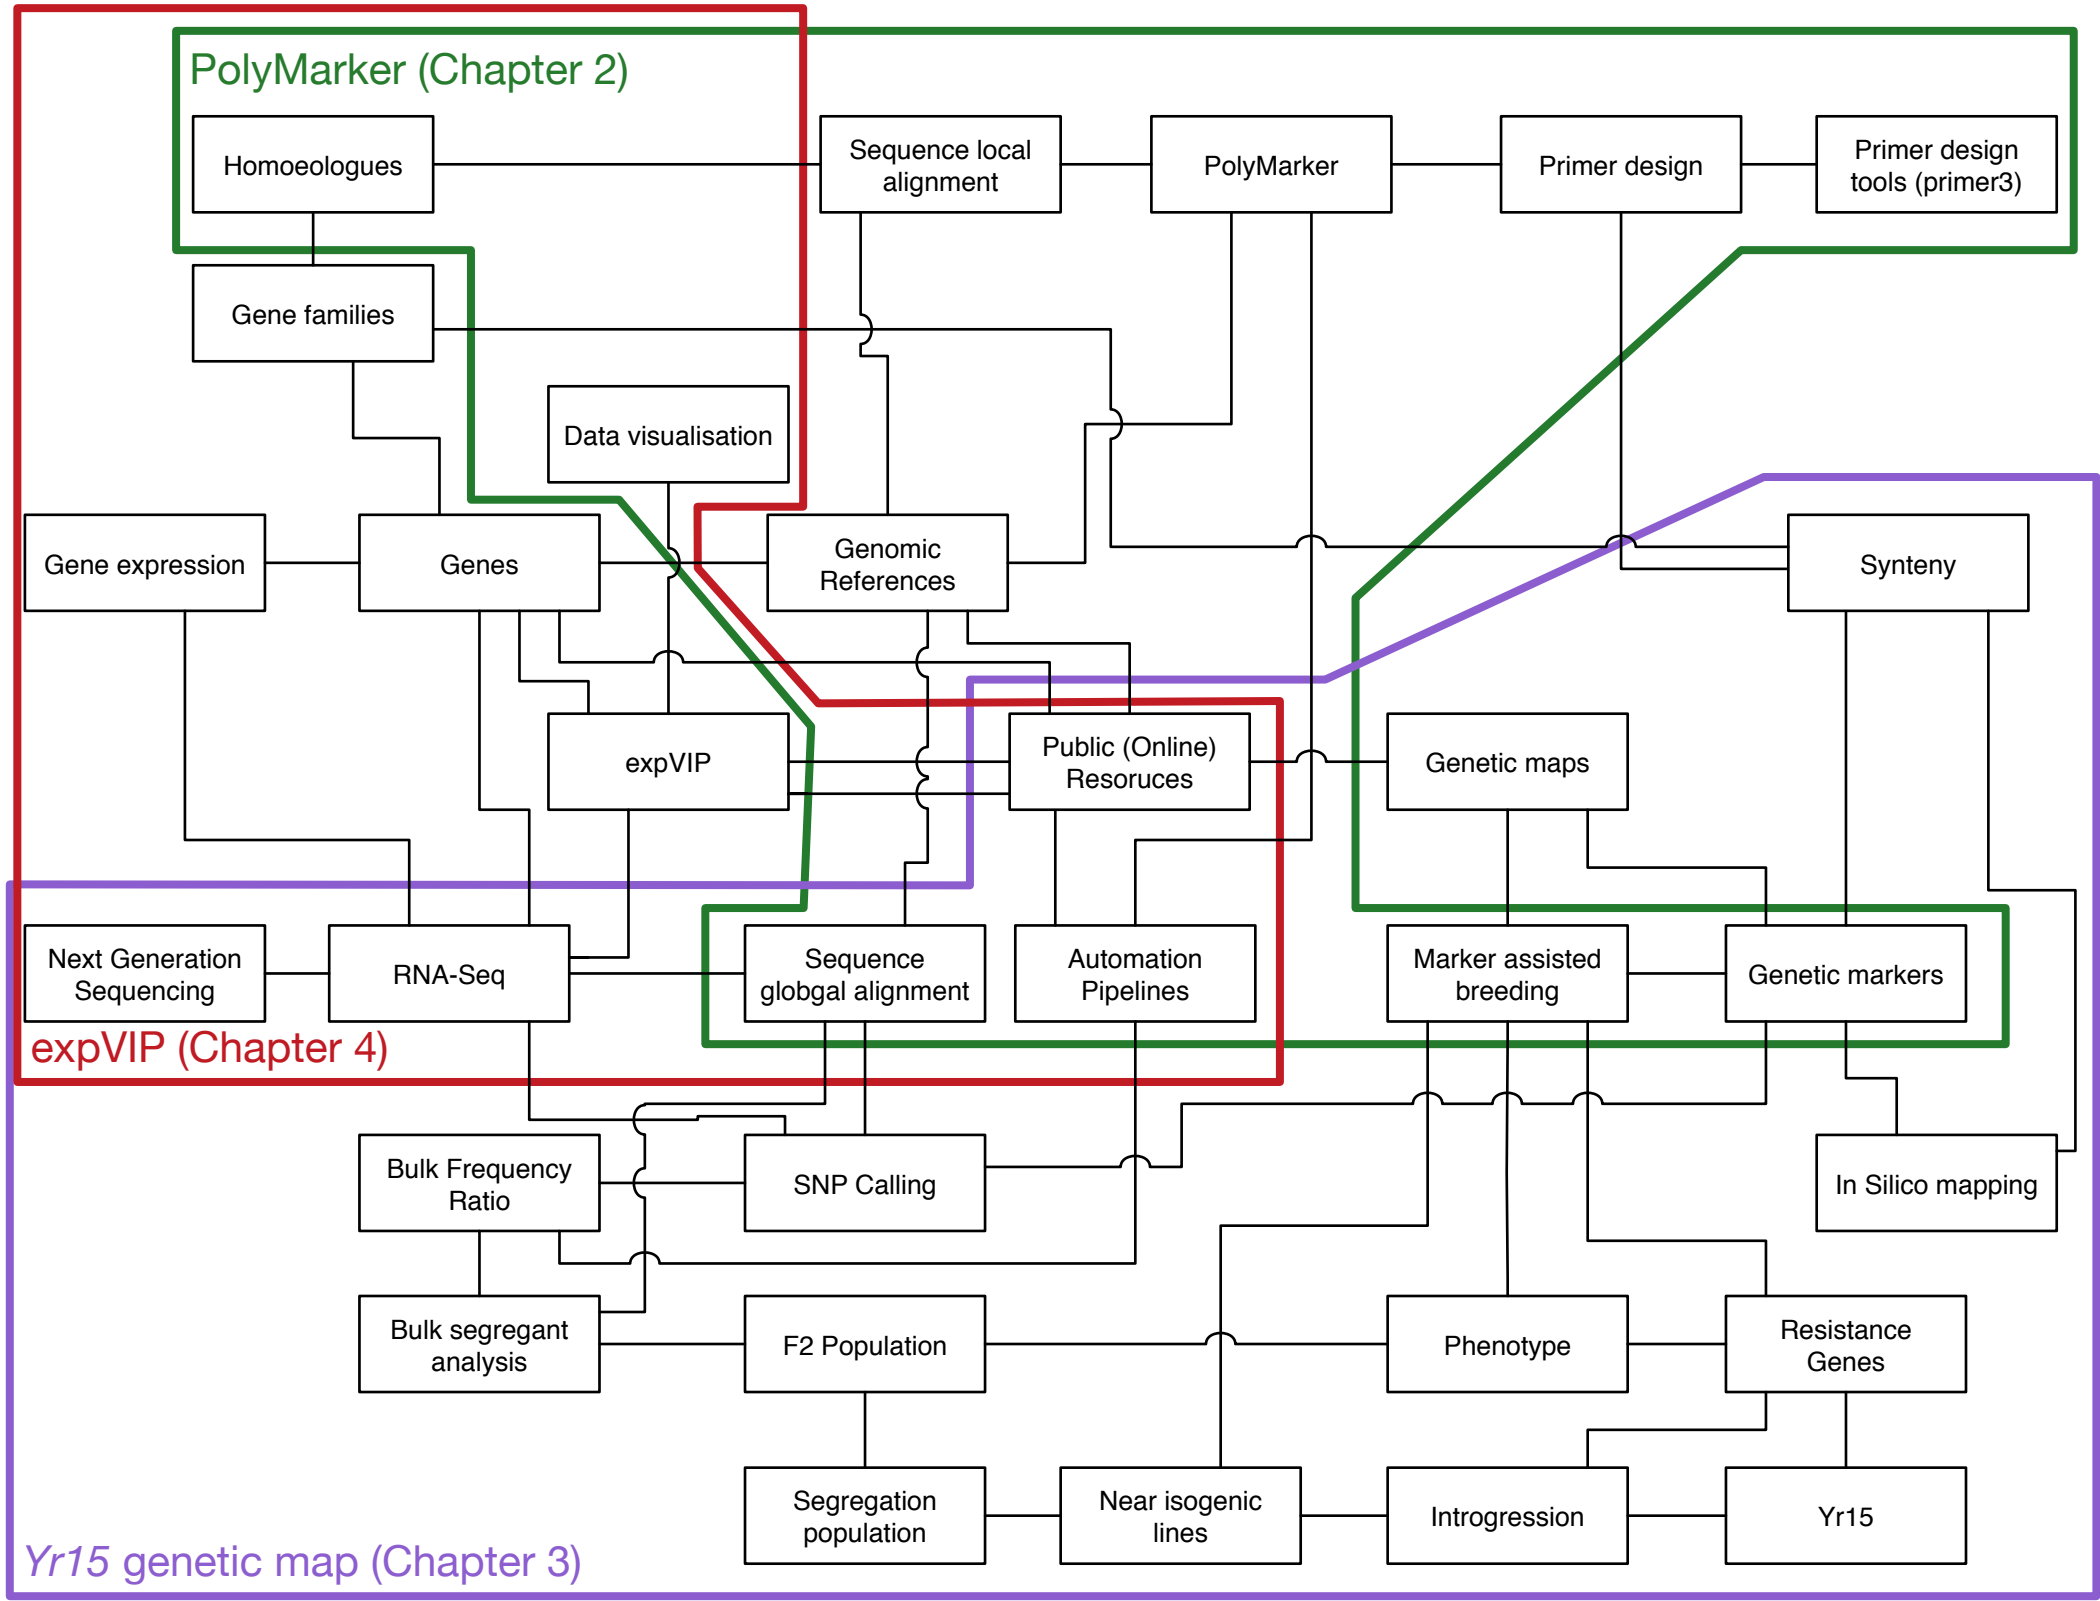 PolyMarker (Chapter 2)
Homoeologues
Sequence local
alignment
PolyMarker
Primer design
Primer design
tools (primer3)
Gene families
Data visualisation
Gene expression
Genes
Genomic
References
Synteny
expVIP
Public (Online)
Resoruces
Genetic maps
Next Generation
Sequencing
RNA-Seq
Sequence
globgal alignment
Automation
Pipelines
Marker assisted
breeding
Genetic markers
expVIP (Chapter 4)
Bulk Frequency
Ratio
SNP Calling
In Silico mapping
Bulk segregant
analysis
F2 Population
Phenotype
Resistance
Genes
Segregation
population
Near isogenic
lines
Introgression
Yr15
Yr15 genetic map (Chapter 3)